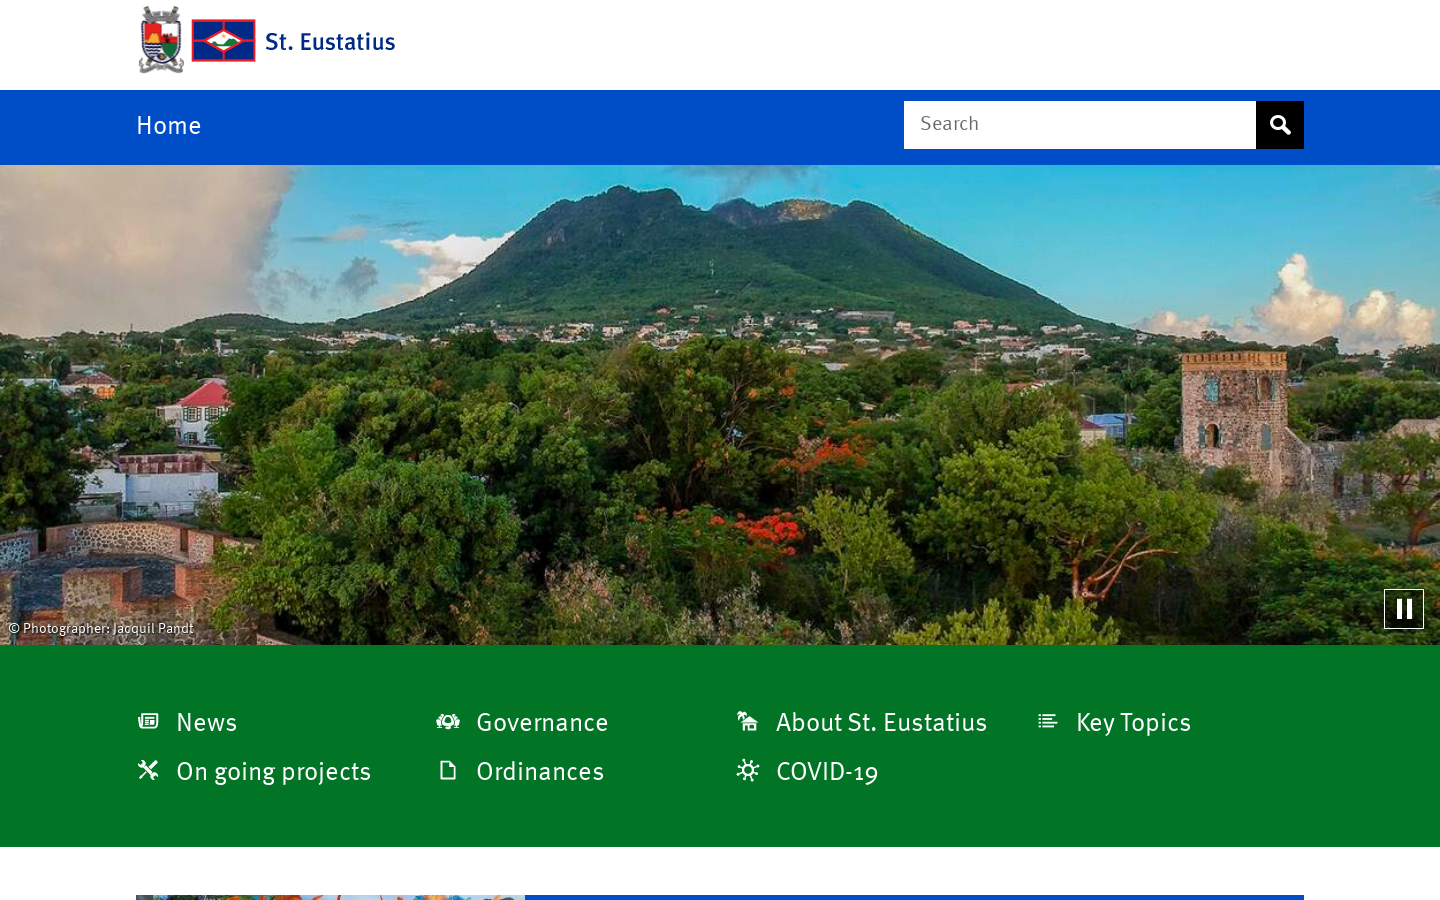 St. Eustatius
Home
Search
© Photographer: Jacquil Pandt
News
Governance
About St. Eustatius
Key Topics
On going projects
Ordinances
COVID-19